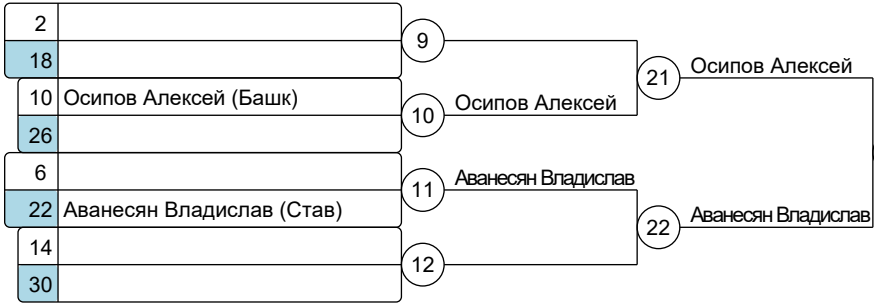 2
9
18
21 Осипов Алексей
10 Осипов Алексей (Башк)
10 Осипов Алексей
26
6
11 Аванесян Владислав
22 Аванесян Владислав (Став)
22 Аванесян Владислав
14
12
30